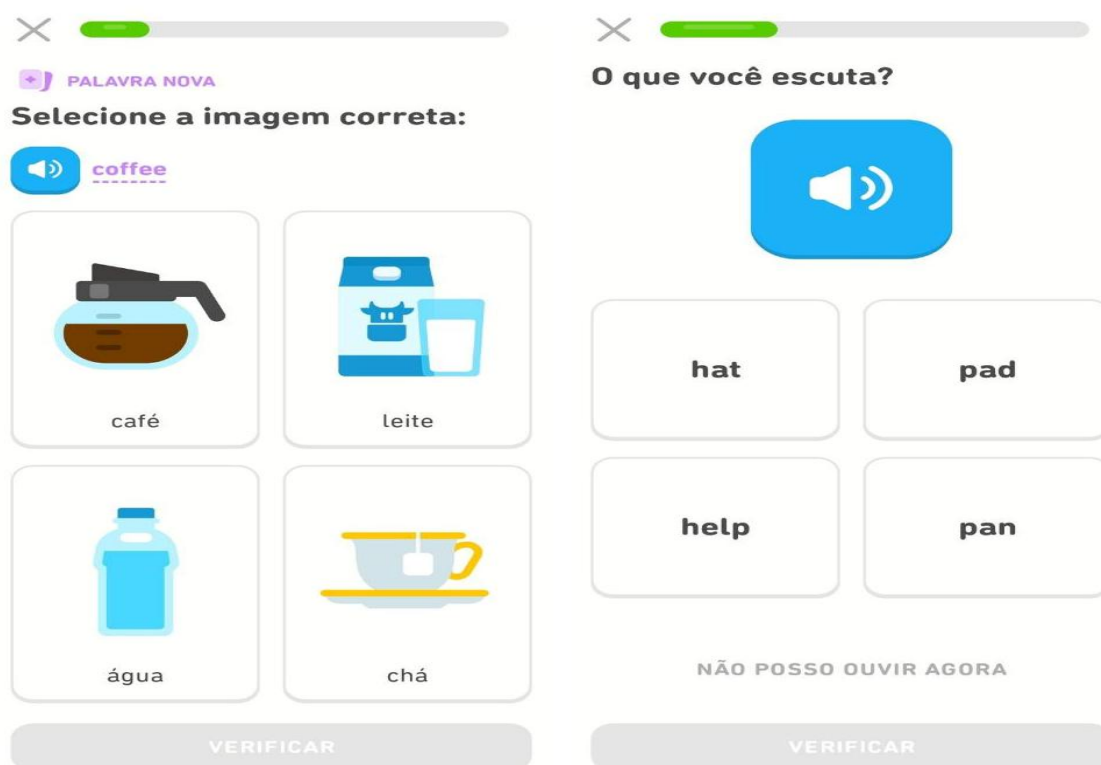 PALAVRA NOVA
Selecione a imagem correta:
coffee
café
leite
água
chá
VERIFICAR
O que você escuta?
hat
pad
help
pan
NÃO POSSO OUVIR AGORA
VERIFICAR